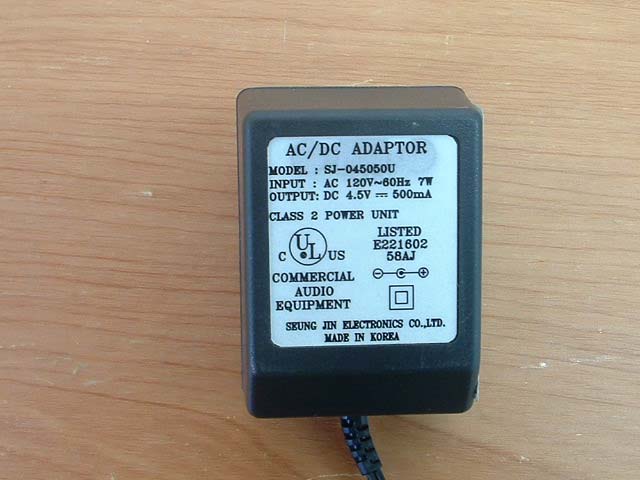 AC/DC ADAPTOR
MODEL : SJ-045050U
INPUT : AC 120V~60Hz 7W
OUTPUT: DC 4.5V ⎓ 500mA
CLASS 2 POWER UNIT
C UL US
LISTED
E221602
58AJ
COMMERCIAL
AUDIO
EQUIPMENT
SEUNG JIN ELECTRONICS CO.,LTD.
MADE IN KOREA